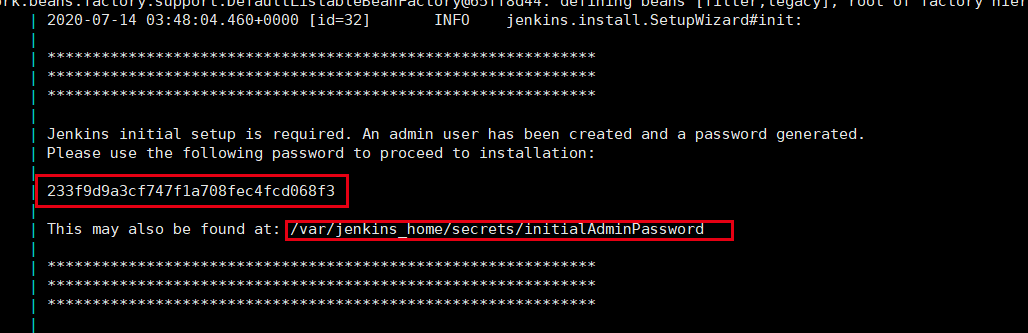 ork.beans.factory.support.DefaultListableBeanFactory@65ff8d44: defining beans [filter,legacy]; root of factory hier
| 2020-07-14 03:48:04.460+0000 [id=32] INFO jenkins.install.SetupWizard#init:
|
| *************************************************************
| *************************************************************
| *************************************************************
|
| Jenkins initial setup is required. An admin user has been created and a password generated.
| Please use the following password to proceed to installation:
|
| 233f9d9a3cf747f1a708fec4fcd068f3
|
| This may also be found at: /var/jenkins_home/secrets/initialAdminPassword
|
| *************************************************************
| *************************************************************
| *************************************************************
|